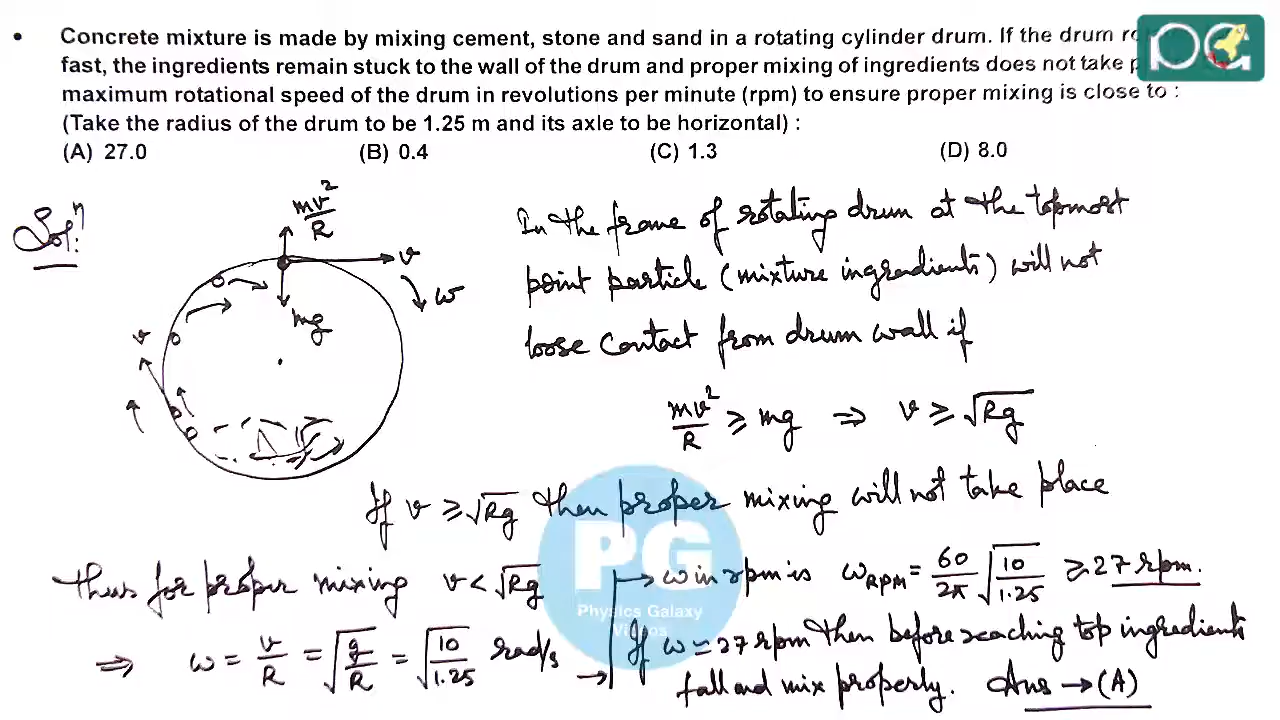 • Concrete mixture is made by mixing cement, stone and sand in a rotating cylinder drum. If the drum ro
fast, the ingredients remain stuck to the wall of the drum and proper mixing of ingredients does not take p
maximum rotational speed of the drum in revolutions per minute (rpm) to ensure proper mixing is close to :
(Take the radius of the drum to be 1.25 m and its axle to be horizontal) :
(A) 27.0 (B) 0.4 (C) 1.3 (D) 8.0
PG
Solⁿ:
mv²/R
v
ω
mg
v
In the frame of rotating drum at the topmost
point particle (mixture ingredients) will not
loose contact from drum wall if
mv²/R ≥ mg ⇒ v ≥ √Rg
If v ≥ √Rg then proper mixing will not take place
PG
Physics Galaxy
Videos
Thus for proper mixing v < √Rg
⇒ ω = v/R = √(g/R) = √(10/1.25) rad/s
→ ω in rpm is ω_RPM = 60/2π √(10/1.25) ≥ 27 rpm.
If ω ≃ 27 rpm then before reaching top ingredients
fall and mix properly. Ans → (A)